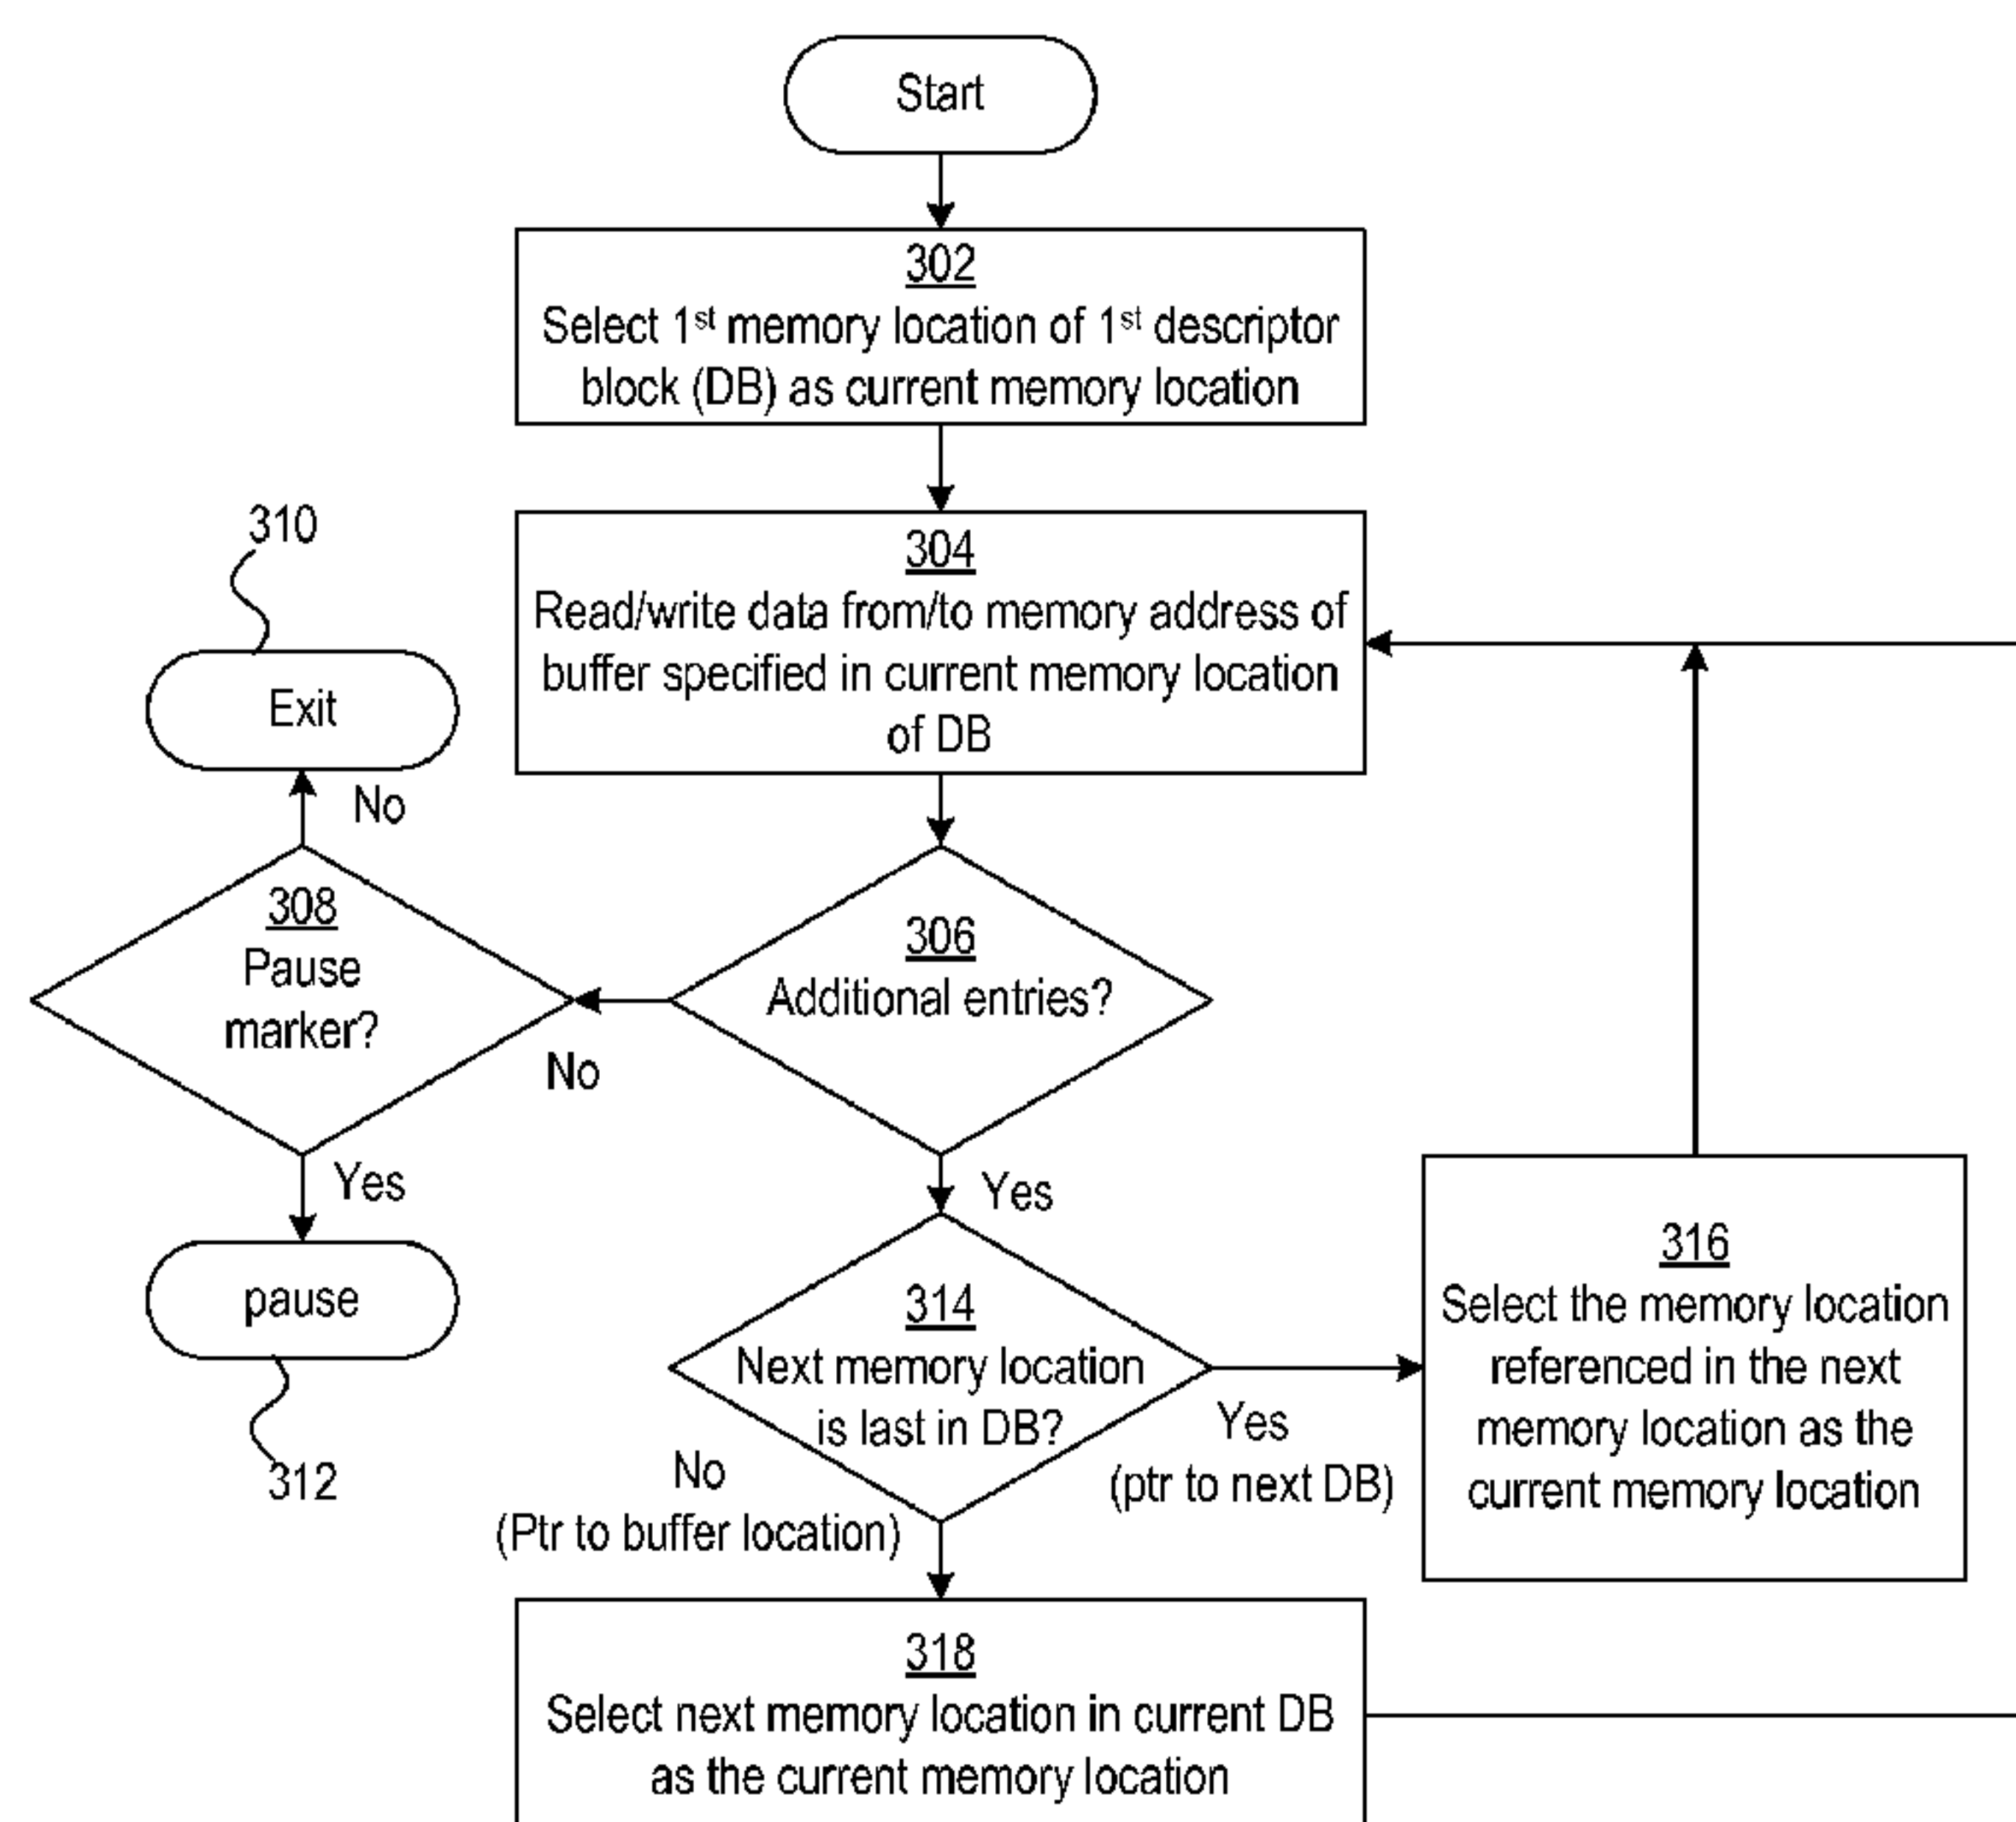 Start
302
Select 1st memory location of 1st descriptor
block (DB) as current memory location
310
304
Read/write data from/to memory address of
buffer specified in current memory location
of DB
Exit
No
308
Pause
marker?
306
Additional entries?
No
Yes
Yes
pause
312
314
Next memory location
is last in DB?
Yes
(ptr to next DB)
No
(Ptr to buffer location)
316
Select the memory location
referenced in the next
memory location as the
current memory location
318
Select next memory location in current DB
as the current memory location